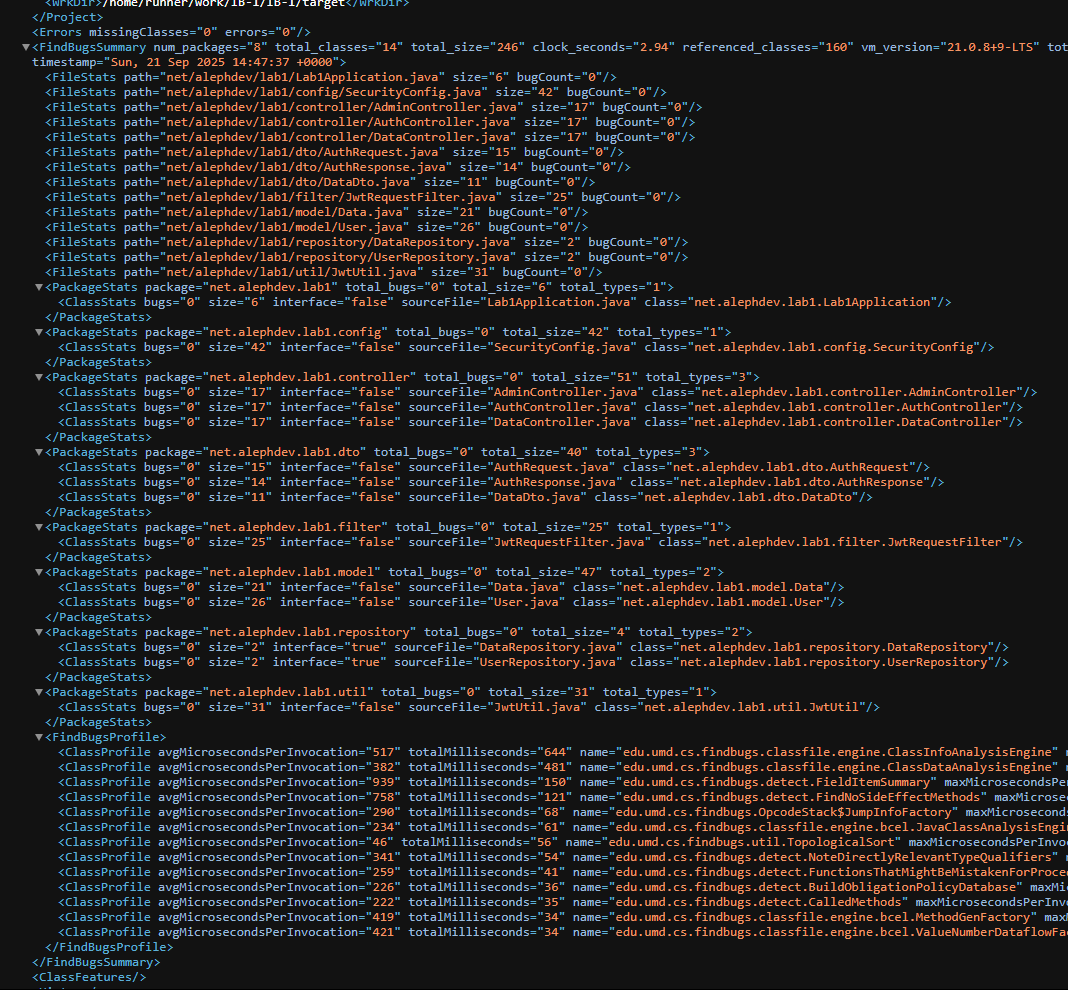 <WrkDir>/home/runner/work/IB-1/IB-1/target</WrkDir>
</Project>
<Errors missingClasses="0" errors="0"/>
▼<FindBugsSummary num_packages="8" total_classes="14" total_size="246" clock_seconds="2.94" referenced_classes="160" vm_version="21.0.8+9-LTS" tot
timestamp="Sun, 21 Sep 2025 14:47:37 +0000">
<FileStats path="net/alephdev/lab1/Lab1Application.java" size="6" bugCount="0"/>
<FileStats path="net/alephdev/lab1/config/SecurityConfig.java" size="42" bugCount="0"/>
<FileStats path="net/alephdev/lab1/controller/AdminController.java" size="17" bugCount="0"/>
<FileStats path="net/alephdev/lab1/controller/AuthController.java" size="17" bugCount="0"/>
<FileStats path="net/alephdev/lab1/controller/DataController.java" size="17" bugCount="0"/>
<FileStats path="net/alephdev/lab1/dto/AuthRequest.java" size="15" bugCount="0"/>
<FileStats path="net/alephdev/lab1/dto/AuthResponse.java" size="14" bugCount="0"/>
<FileStats path="net/alephdev/lab1/dto/DataDto.java" size="11" bugCount="0"/>
<FileStats path="net/alephdev/lab1/filter/JwtRequestFilter.java" size="25" bugCount="0"/>
<FileStats path="net/alephdev/lab1/model/Data.java" size="21" bugCount="0"/>
<FileStats path="net/alephdev/lab1/model/User.java" size="26" bugCount="0"/>
<FileStats path="net/alephdev/lab1/repository/DataRepository.java" size="2" bugCount="0"/>
<FileStats path="net/alephdev/lab1/repository/UserRepository.java" size="2" bugCount="0"/>
<FileStats path="net/alephdev/lab1/util/JwtUtil.java" size="31" bugCount="0"/>
▼<PackageStats package="net.alephdev.lab1" total_bugs="0" total_size="6" total_types="1">
<ClassStats bugs="0" size="6" interface="false" sourceFile="Lab1Application.java" class="net.alephdev.lab1.Lab1Application"/>
</PackageStats>
▼<PackageStats package="net.alephdev.lab1.config" total_bugs="0" total_size="42" total_types="1">
<ClassStats bugs="0" size="42" interface="false" sourceFile="SecurityConfig.java" class="net.alephdev.lab1.config.SecurityConfig"/>
</PackageStats>
▼<PackageStats package="net.alephdev.lab1.controller" total_bugs="0" total_size="51" total_types="3">
<ClassStats bugs="0" size="17" interface="false" sourceFile="AdminController.java" class="net.alephdev.lab1.controller.AdminController"/>
<ClassStats bugs="0" size="17" interface="false" sourceFile="AuthController.java" class="net.alephdev.lab1.controller.AuthController"/>
<ClassStats bugs="0" size="17" interface="false" sourceFile="DataController.java" class="net.alephdev.lab1.controller.DataController"/>
</PackageStats>
▼<PackageStats package="net.alephdev.lab1.dto" total_bugs="0" total_size="40" total_types="3">
<ClassStats bugs="0" size="15" interface="false" sourceFile="AuthRequest.java" class="net.alephdev.lab1.dto.AuthRequest"/>
<ClassStats bugs="0" size="14" interface="false" sourceFile="AuthResponse.java" class="net.alephdev.lab1.dto.AuthResponse"/>
<ClassStats bugs="0" size="11" interface="false" sourceFile="DataDto.java" class="net.alephdev.lab1.dto.DataDto"/>
</PackageStats>
▼<PackageStats package="net.alephdev.lab1.filter" total_bugs="0" total_size="25" total_types="1">
<ClassStats bugs="0" size="25" interface="false" sourceFile="JwtRequestFilter.java" class="net.alephdev.lab1.filter.JwtRequestFilter"/>
</PackageStats>
▼<PackageStats package="net.alephdev.lab1.model" total_bugs="0" total_size="47" total_types="2">
<ClassStats bugs="0" size="21" interface="false" sourceFile="Data.java" class="net.alephdev.lab1.model.Data"/>
<ClassStats bugs="0" size="26" interface="false" sourceFile="User.java" class="net.alephdev.lab1.model.User"/>
</PackageStats>
▼<PackageStats package="net.alephdev.lab1.repository" total_bugs="0" total_size="4" total_types="2">
<ClassStats bugs="0" size="2" interface="true" sourceFile="DataRepository.java" class="net.alephdev.lab1.repository.DataRepository"/>
<ClassStats bugs="0" size="2" interface="true" sourceFile="UserRepository.java" class="net.alephdev.lab1.repository.UserRepository"/>
</PackageStats>
▼<PackageStats package="net.alephdev.lab1.util" total_bugs="0" total_size="31" total_types="1">
<ClassStats bugs="0" size="31" interface="false" sourceFile="JwtUtil.java" class="net.alephdev.lab1.util.JwtUtil"/>
</PackageStats>
▼<FindBugsProfile>
<ClassProfile avgMicrosecondsPerInvocation="517" totalMilliseconds="644" name="edu.umd.cs.findbugs.classfile.engine.ClassInfoAnalysisEngine"
<ClassProfile avgMicrosecondsPerInvocation="382" totalMilliseconds="481" name="edu.umd.cs.findbugs.classfile.engine.ClassDataAnalysisEngine"
<ClassProfile avgMicrosecondsPerInvocation="939" totalMilliseconds="150" name="edu.umd.cs.findbugs.detect.FieldItemSummary" maxMicrosecondsPe
<ClassProfile avgMicrosecondsPerInvocation="758" totalMilliseconds="121" name="edu.umd.cs.findbugs.detect.FindNoSideEffectMethods" maxMicrose
<ClassProfile avgMicrosecondsPerInvocation="290" totalMilliseconds="68" name="edu.umd.cs.findbugs.OpcodeStack$JumpInfoFactory" maxMicroseconds
<ClassProfile avgMicrosecondsPerInvocation="234" totalMilliseconds="61" name="edu.umd.cs.findbugs.classfile.engine.bcel.JavaClassAnalysisEngin
<ClassProfile avgMicrosecondsPerInvocation="46" totalMilliseconds="56" name="edu.umd.cs.findbugs.util.TopologicalSort" maxMicrosecondsPerInvoc
<ClassProfile avgMicrosecondsPerInvocation="341" totalMilliseconds="54" name="edu.umd.cs.findbugs.detect.NoteDirectlyRelevantTypeQualifiers"
<ClassProfile avgMicrosecondsPerInvocation="259" totalMilliseconds="41" name="edu.umd.cs.findbugs.detect.FunctionsThatMightBeMistakenForProced
<ClassProfile avgMicrosecondsPerInvocation="226" totalMilliseconds="36" name="edu.umd.cs.findbugs.detect.BuildObligationPolicyDatabase" maxMic
<ClassProfile avgMicrosecondsPerInvocation="222" totalMilliseconds="35" name="edu.umd.cs.findbugs.detect.CalledMethods" maxMicrosecondsPerInvo
<ClassProfile avgMicrosecondsPerInvocation="419" totalMilliseconds="34" name="edu.umd.cs.findbugs.classfile.engine.bcel.MethodGenFactory" maxM
<ClassProfile avgMicrosecondsPerInvocation="421" totalMilliseconds="34" name="edu.umd.cs.findbugs.classfile.engine.bcel.ValueNumberDataflowFac
</FindBugsProfile>
</FindBugsSummary>
<ClassFeatures/>